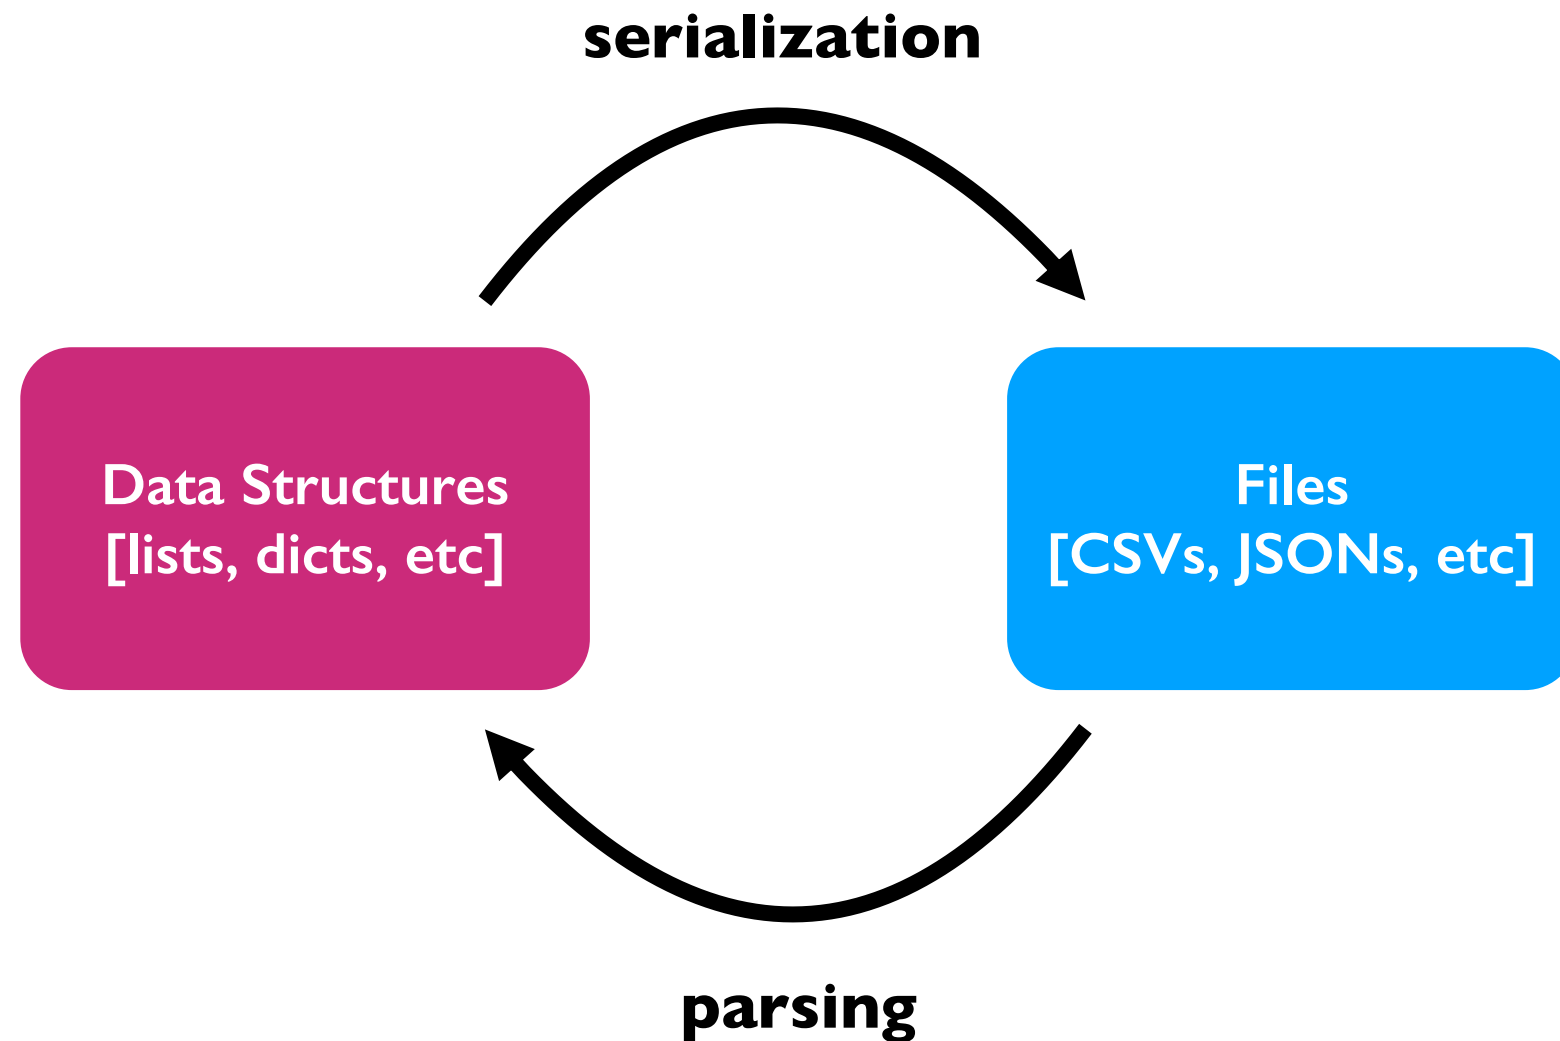 serialization
Data Structures
[lists, dicts, etc]
Files
[CSVs, JSONs, etc]
parsing